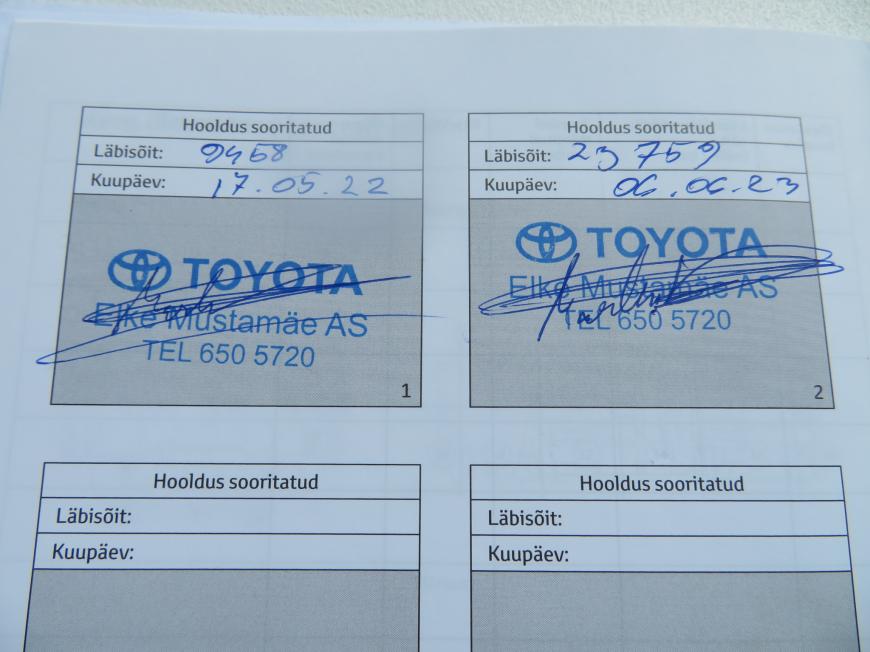 Hooldus sooritatud
Läbisõit: 9458
Kuupäev: 17.05.22
TOYOTA
Elke Mustamäe AS
TEL 650 5720
1
Hooldus sooritatud
Läbisõit: 23 759
Kuupäev: 06.06.23
TOYOTA
Elke Mustamäe AS
TEL 650 5720
2
Hooldus sooritatud
Läbisõit:
Kuupäev:
Hooldus sooritatud
Läbisõit:
Kuupäev: